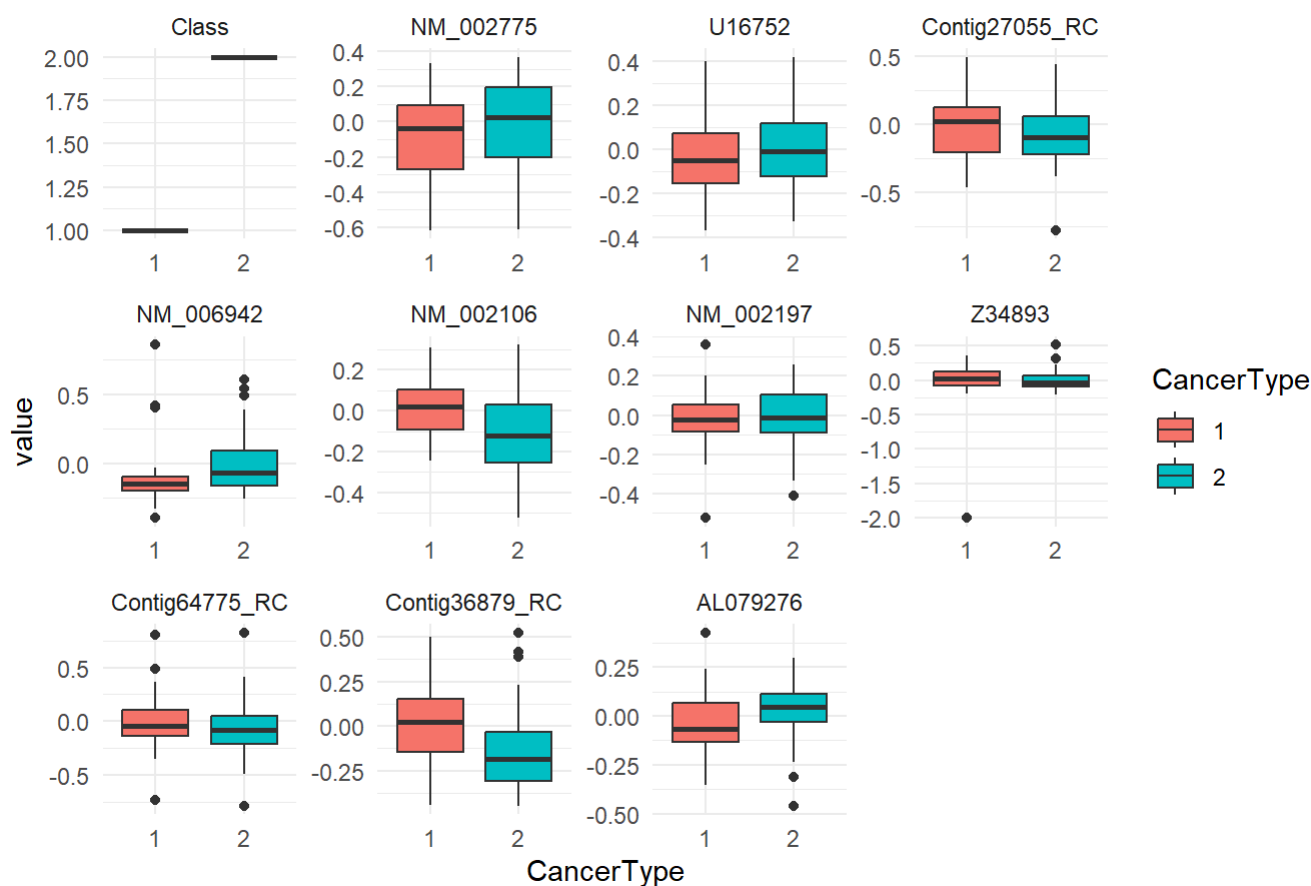 Class NM_002775 U16752 Contig27055_RC
2.00 0.4 0.4 0.5
1.75 0.2 0.2 0.0
1.50 0.0 0.0 -0.5
1.25 -0.2 -0.2
1.00 -0.4 -0.4
-0.6
1 2 1 2 1 2 1 2
NM_006942 NM_002106 NM_002197 Z34893
0.5 0.2 0.4 0.5
0.0 0.0 0.2 0.0
-0.2 0.0 -0.5
-0.4 -0.2 -1.0
-0.4 -1.5
-2.0
1 2 1 2 1 2 1 2
value
CancerType
1
2
Contig64775_RC Contig36879_RC AL079276
0.5 0.50 0.25
0.0 0.25 0.00
-0.5 0.00 -0.25
-0.25 -0.50
1 2 1 2 1 2
CancerType